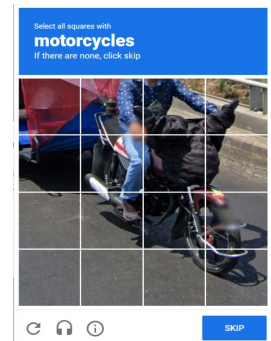 Select all squares with
motorcycles
If there are none, click skip
SKIP